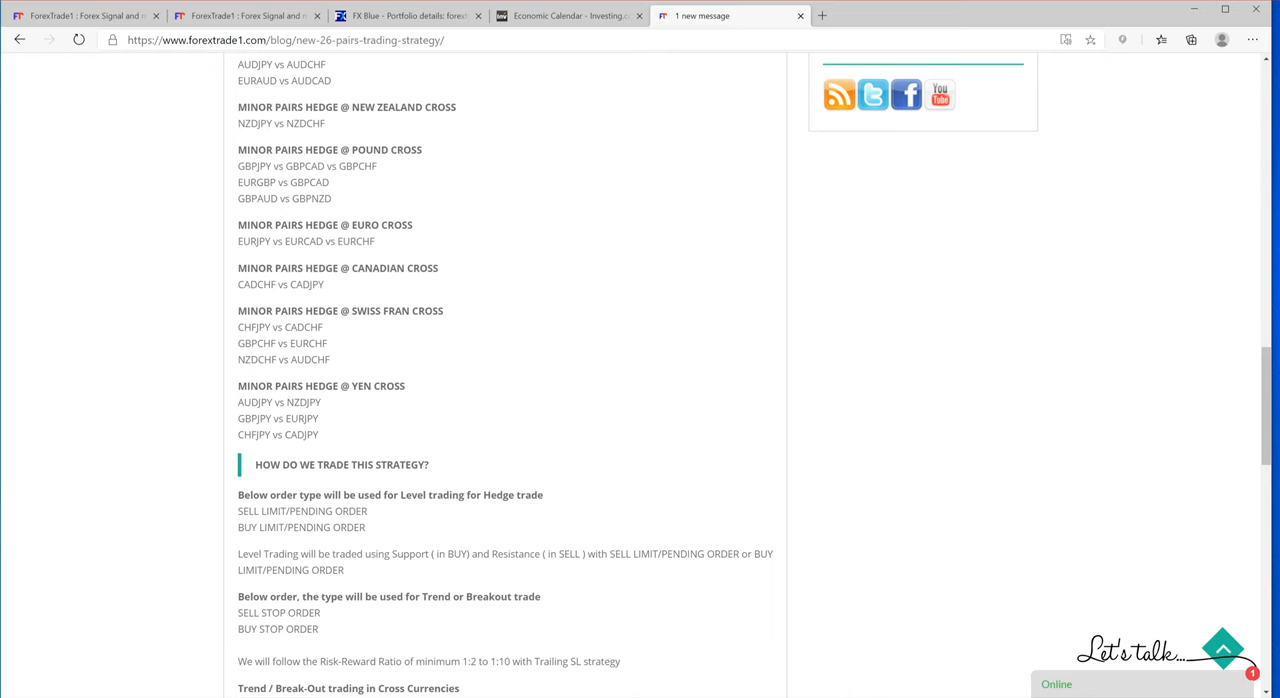 ForexTrade1 : Forex Signal and m
ForexTrade1 : Forex Signal and m
FX Blue - Portfolio details: forext
Economic Calendar - Investing.c
1 new message
https://www.forextrade1.com/blog/new-26-pairs-trading-strategy/
AUDJPY vs AUDCHF
EURAUD vs AUDCAD
MINOR PAIRS HEDGE @ NEW ZEALAND CROSS
NZDJPY vs NZDCHF
MINOR PAIRS HEDGE @ POUND CROSS
GBPJPY vs GBPCAD vs GBPCHF
EURGBP vs GBPCAD
GBPAUD vs GBPNZD
MINOR PAIRS HEDGE @ EURO CROSS
EURJPY vs EURCAD vs EURCHF
MINOR PAIRS HEDGE @ CANADIAN CROSS
CADCHF vs CADJPY
MINOR PAIRS HEDGE @ SWISS FRAN CROSS
CHFJPY vs CADCHF
GBPCHF vs EURCHF
NZDCHF vs AUDCHF
MINOR PAIRS HEDGE @ YEN CROSS
AUDJPY vs NZDJPY
GBPJPY vs EURJPY
CHFJPY vs CADJPY
HOW DO WE TRADE THIS STRATEGY?
Below order type will be used for Level trading for Hedge trade
SELL LIMIT/PENDING ORDER
BUY LIMIT/PENDING ORDER
Level Trading will be traded using Support ( in BUY) and Resistance ( in SELL ) with SELL LIMIT/PENDING ORDER or BUY
LIMIT/PENDING ORDER
Below order, the type will be used for Trend or Breakout trade
SELL STOP ORDER
BUY STOP ORDER
We will follow the Risk-Reward Ratio of minimum 1:2 to 1:10 with Trailing SL strategy
Trend / Break-Out trading in Cross Currencies
You
Tube
Let's talk...
1
Online